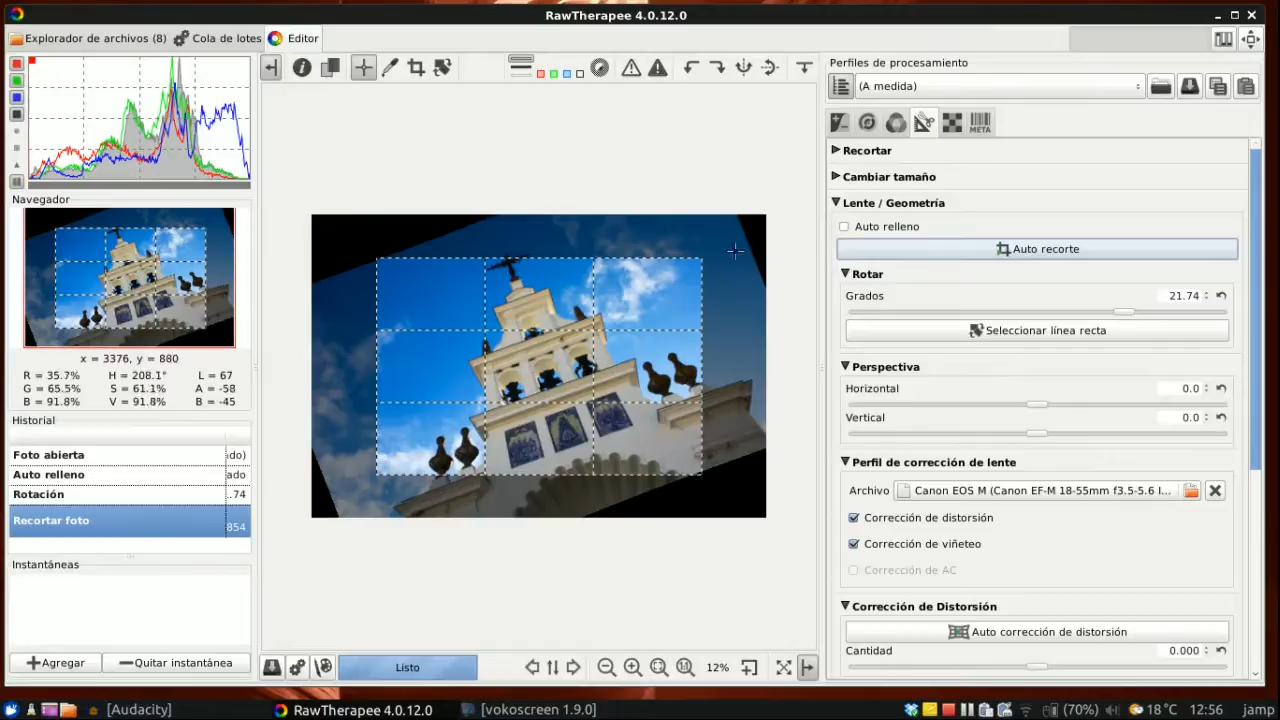 RawTherapee 4.0.12.0
Explorador de archivos (8)
Cola de lotes
Editor
Navegador
x = 3376, y = 880
R = 35.7% H = 208.1° L = 67
G = 65.5% S = 61.1% A = -58
B = 91.8% V = 91.8% B = -45
Historial
Foto abierta ado)
Auto relleno ado
Rotación ..74
Recortar foto 854
Instantáneas
Agregar
Quitar instantánea
Listo
12%
Perfiles de procesamiento
(A medida)
META
Recortar
Cambiar tamaño
Lente / Geometría
Auto relleno
Auto recorte
Rotar
Grados 21.74
Seleccionar línea recta
Perspectiva
Horizontal 0.0
Vertical 0.0
Perfil de corrección de lente
Archivo Canon EOS M (Canon EF-M 18-55mm f3.5-5.6 I...
Corrección de distorsión
Corrección de viñeteo
Corrección de AC
Corrección de Distorsión
Auto corrección de distorsión
Cantidad 0.000
[Audacity]
RawTherapee 4.0.12.0
[vokoscreen 1.9.0]
(70%)
18 °C
12:56
jamp